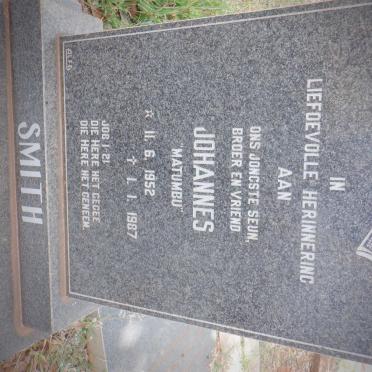 IN
LIEFDEVOLLE HERINNERING
AAN
ONS JONGSTE SEUN,
BROER EN VRIEND
JOHANNES
"MATUMBU"
☆ 11. 6. 1952
✝ 1. 1. 1987
JOB 1-21.
DIE HERE HET GEGEE,
DIE HERE HET GENEEM.
SMITH